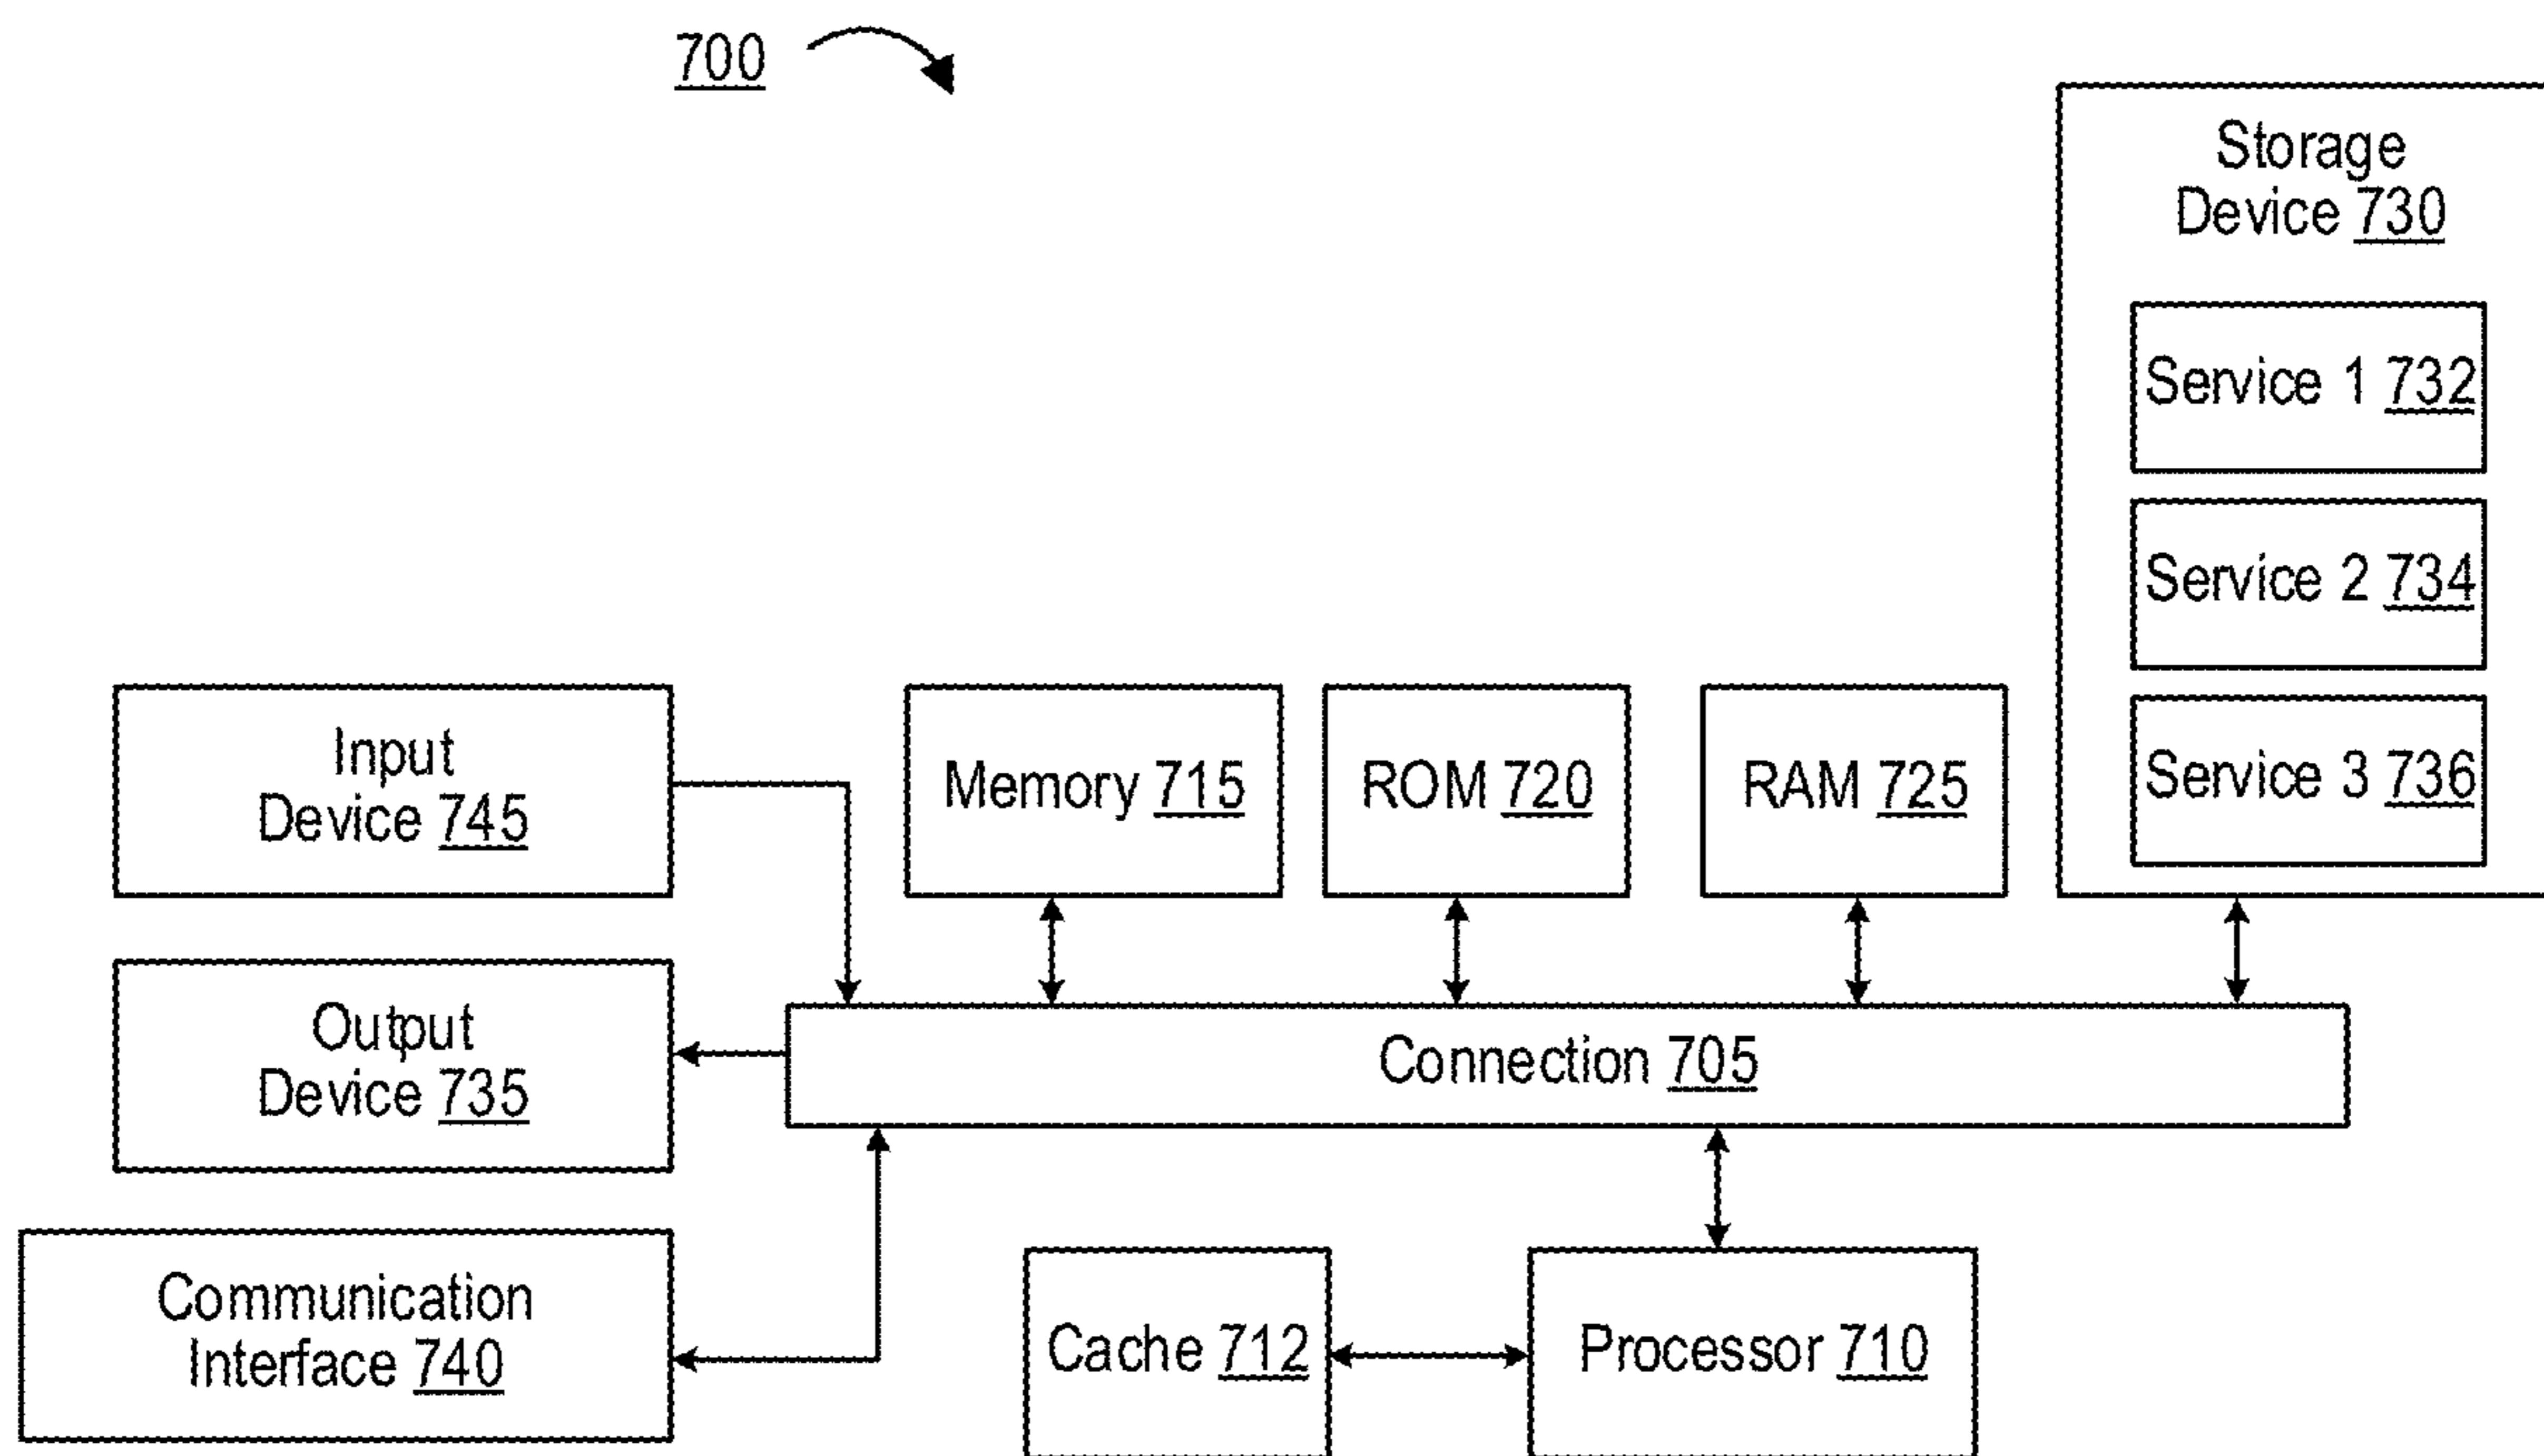 700
Storage
Device 730
Service 1 732
Service 2 734
Service 3 736
Input
Device 745
Memory 715
ROM 720
RAM 725
Output
Device 735
Connection 705
Communication
Interface 740
Cache 712
Processor 710